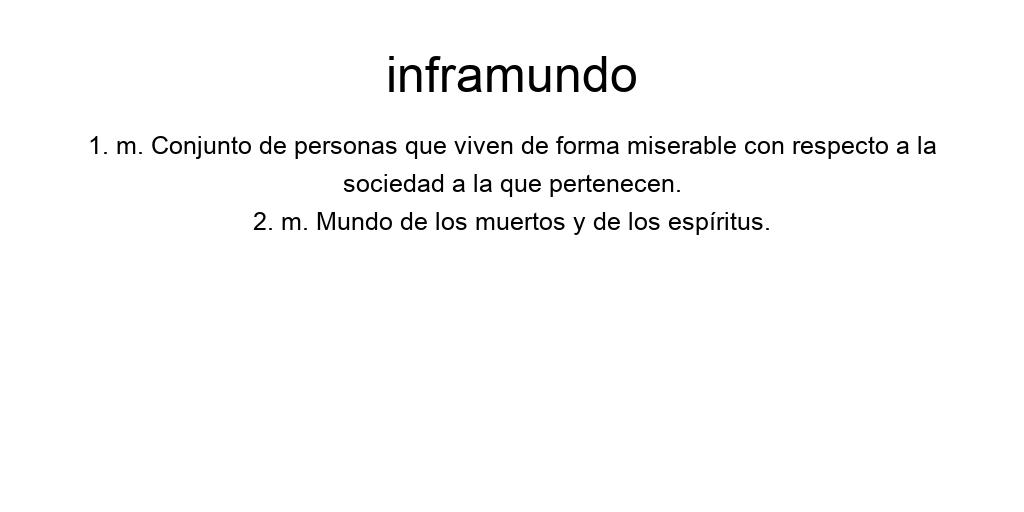 inframundo
1. m. Conjunto de personas que viven de forma miserable con respecto a la
sociedad a la que pertenecen.
2. m. Mundo de los muertos y de los espíritus.